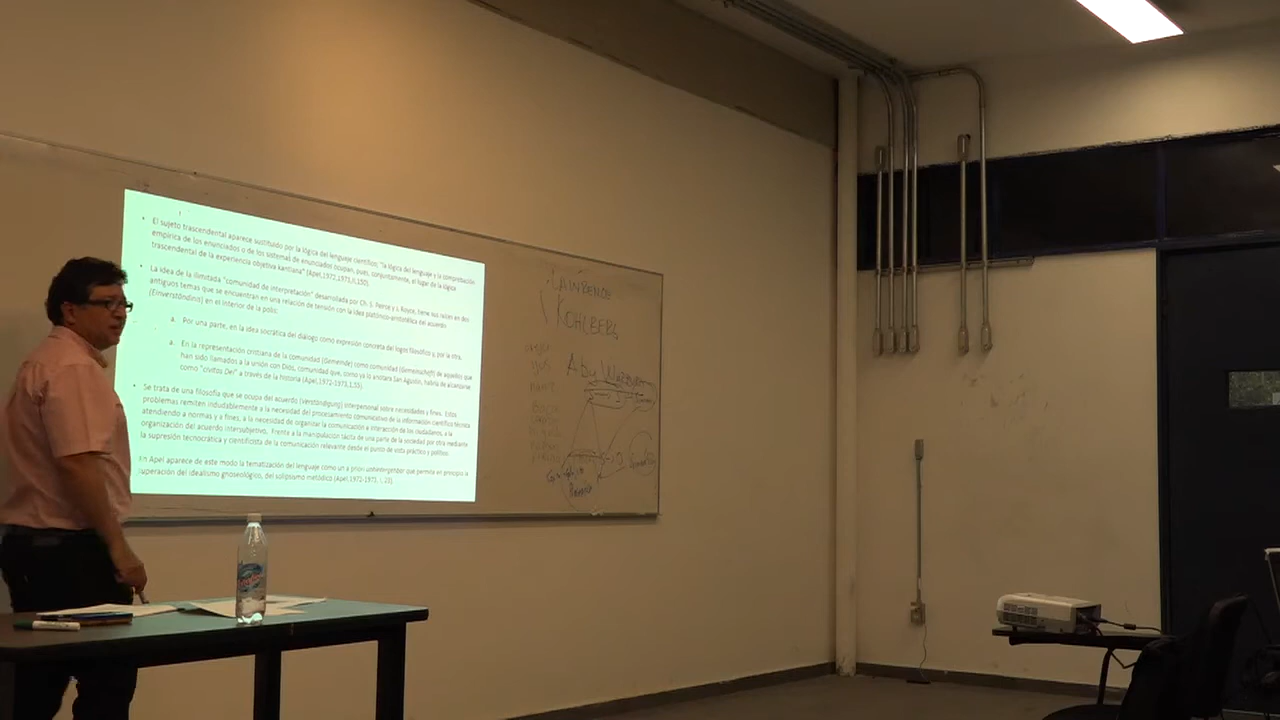 El sujeto trascendental aparece sustituido por la lógica del lenguaje científico; "la lógica del lenguaje y la comprobación
empírica de los enunciados o de los sistemas de enunciados ocupan, pues, conjuntamente, el lugar de la lógica
trascendental de la experiencia objetiva kantiana" (Apel,1972,1973,II,150).
La idea de la ilimitada "comunidad de interpretación" desarrollada por Ch. S. Peirce y J. Royce, tiene sus raíces en dos
antiguos temas que se encuentran en una relación de tensión con la idea platónico-aristotélica del acuerdo
(Einverständnis) en el interior de la polis:
a. Por una parte, en la idea socrática del diálogo como expresión concreta del logos filosófico y, por la otra,
a. En la representación cristiana de la comunidad (Gemeinde) como comunidad (Gemeinschaft) de aquellos que
han sido llamados a la unión con Dios, comunidad que, como ya lo anotara San Agustín, habría de alcanzarse
como "civitas Dei" a través de la historia (Apel,1972-1973,1,55)
Se trata de una filosofía que se ocupa del acuerdo (verständigung) interpersonal sobre necesidades y fines. Estos
problemas remiten indudablemente a la necesidad del procesamiento comunicativo de la información científico técnica
atendiendo a normas y a fines, a la necesidad de organizar la comunicación e interacción de los ciudadanos, a la
organización del acuerdo intersubjetivo. Frente a la manipulación tácita de una parte de la sociedad por otra mediante
la supresión tecnocrática y cientificista de la comunicación relevante desde el punto de vista práctico y político.
En Apel aparece de este modo la tematización del lenguaje como un a priori que permite en principio la
superación del idealismo gnoseológico, del solipsismo metódico (Apel,1972-1973,
LAWRENCE
KOHLBERG
Aby Warburg